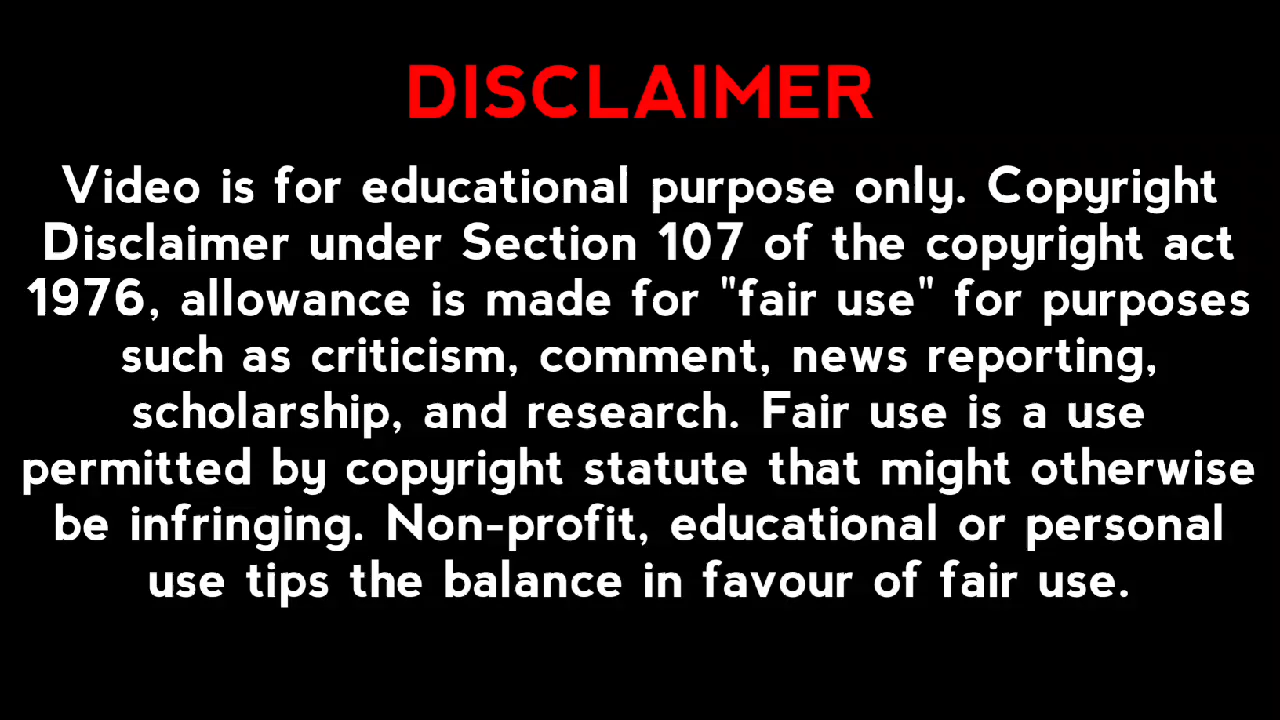 DISCLAIMER
Video is for educational purpose only. Copyright
Disclaimer under Section 107 of the copyright act
1976, allowance is made for "fair use" for purposes
such as criticism, comment, news reporting,
scholarship, and research. Fair use is a use
permitted by copyright statute that might otherwise
be infringing. Non-profit, educational or personal
use tips the balance in favour of fair use.